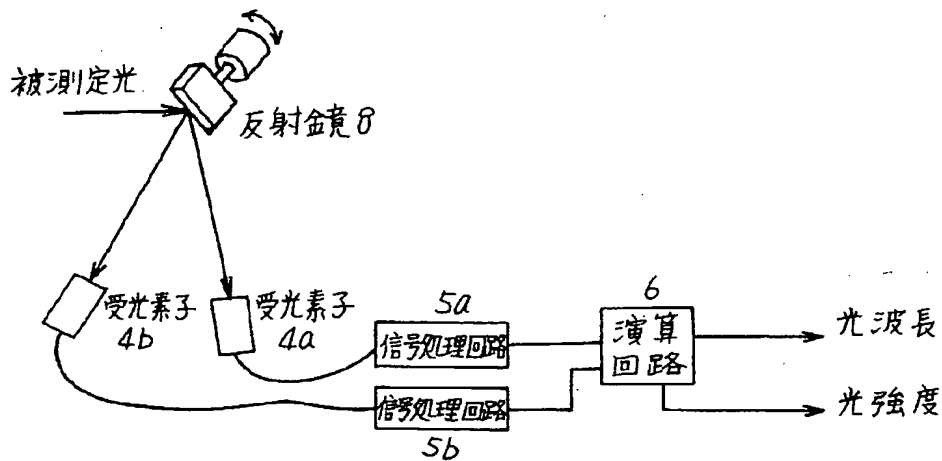 被測定光
反射鏡8
受光素子
4b
受光素子
4a
5a
信号処理回路
信号処理回路
5b
6
演算
回路
光波長
光強度